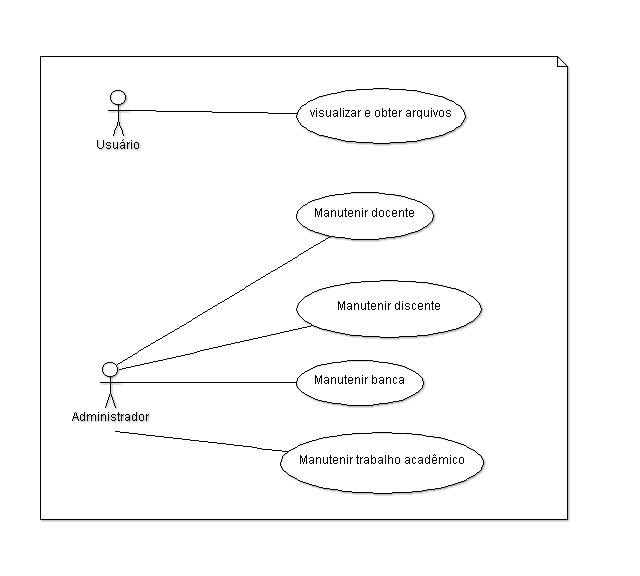 visualizar e obter arquivos
Usuário
Manutenir docente
Manutenir discente
Manutenir banca
Administrador
Manutenir trabalho acadêmico